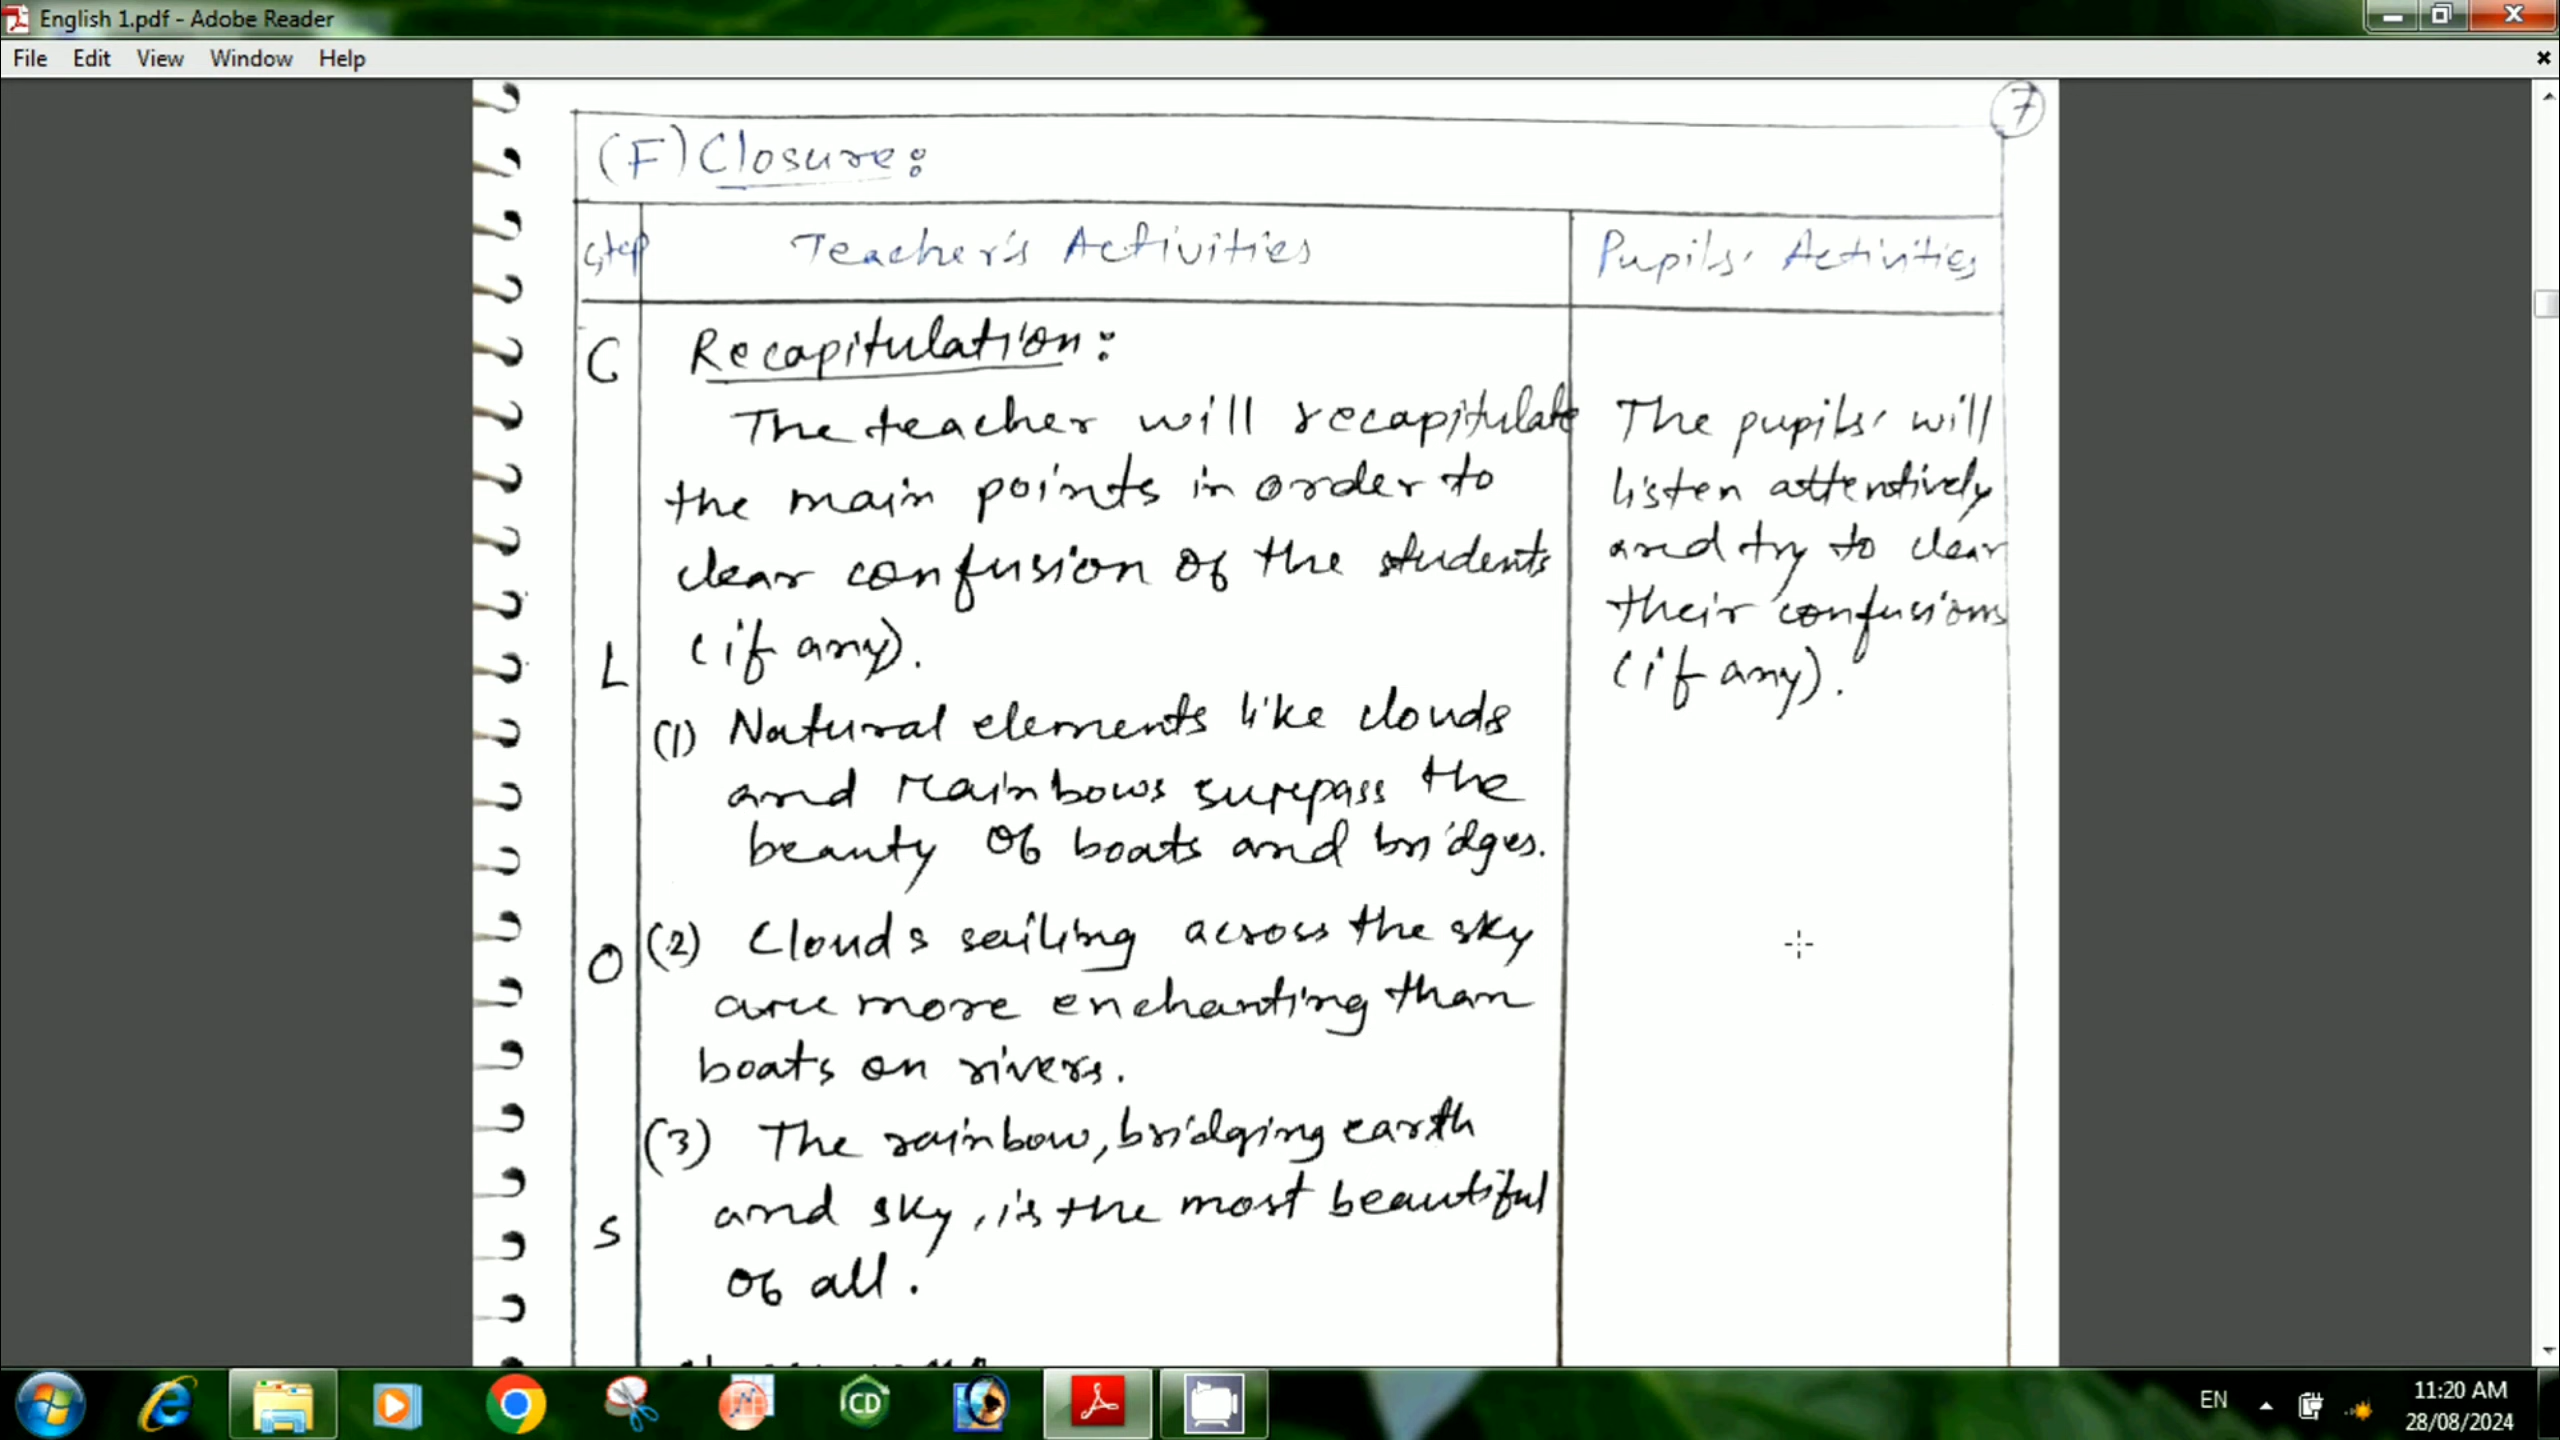 English 1.pdf - Adobe Reader
File Edit View Window Help
7
(F) Closure:
Step Teacher's Activities Pupils' Activities
C
Recapitulation:
The teacher will recapitulate
the main points in order to
clear confusion of the students
(if any).
L
(1) Natural elements like clouds
and rainbows surpass the
beauty of boats and bridges.
O
(2) Clouds sailing across the sky
are more enchanting than
boats on rivers.
(3) The rainbow, bridging earth
and sky, is the most beautiful
S
of all.
The pupils' will
listen attentively
and try to clear
their confusions
(if any).
CD
EN
11:20 AM
28/08/2024